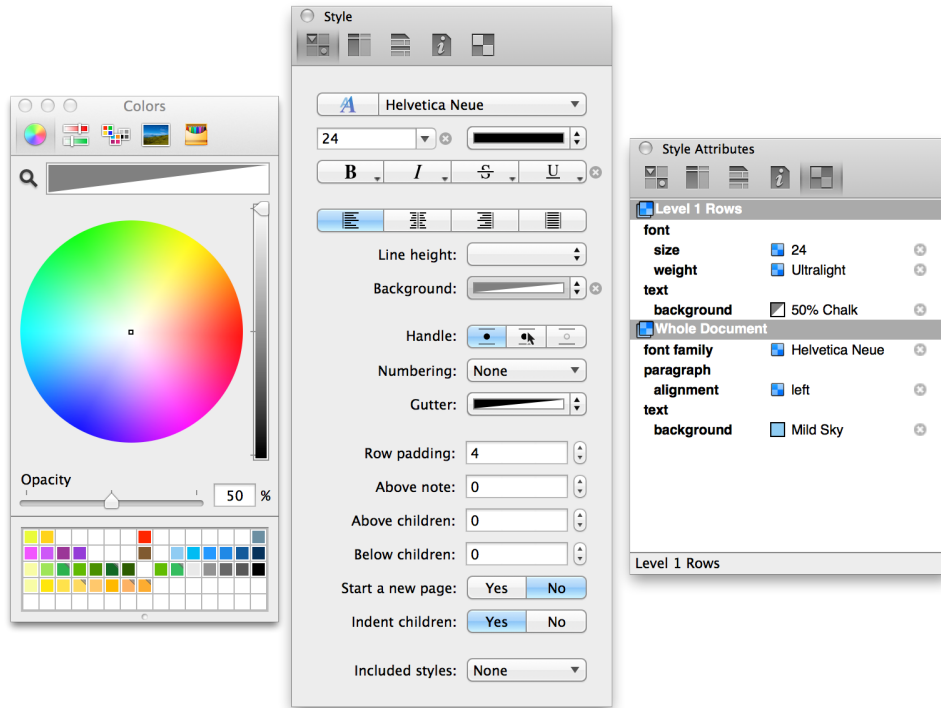 Colors
Opacity
50 %
Style
Helvetica Neue
24
B I S U
Line height:
Background:
Handle:
Numbering: None
Gutter:
Row padding: 4
Above note: 0
Above children: 0
Below children: 0
Start a new page: Yes No
Indent children: Yes No
Included styles: None
Style Attributes
Level 1 Rows
font
size 24
weight Ultralight
text
background 50% Chalk
Whole Document
font family Helvetica Neue
paragraph
alignment left
text
background Mild Sky
Level 1 Rows